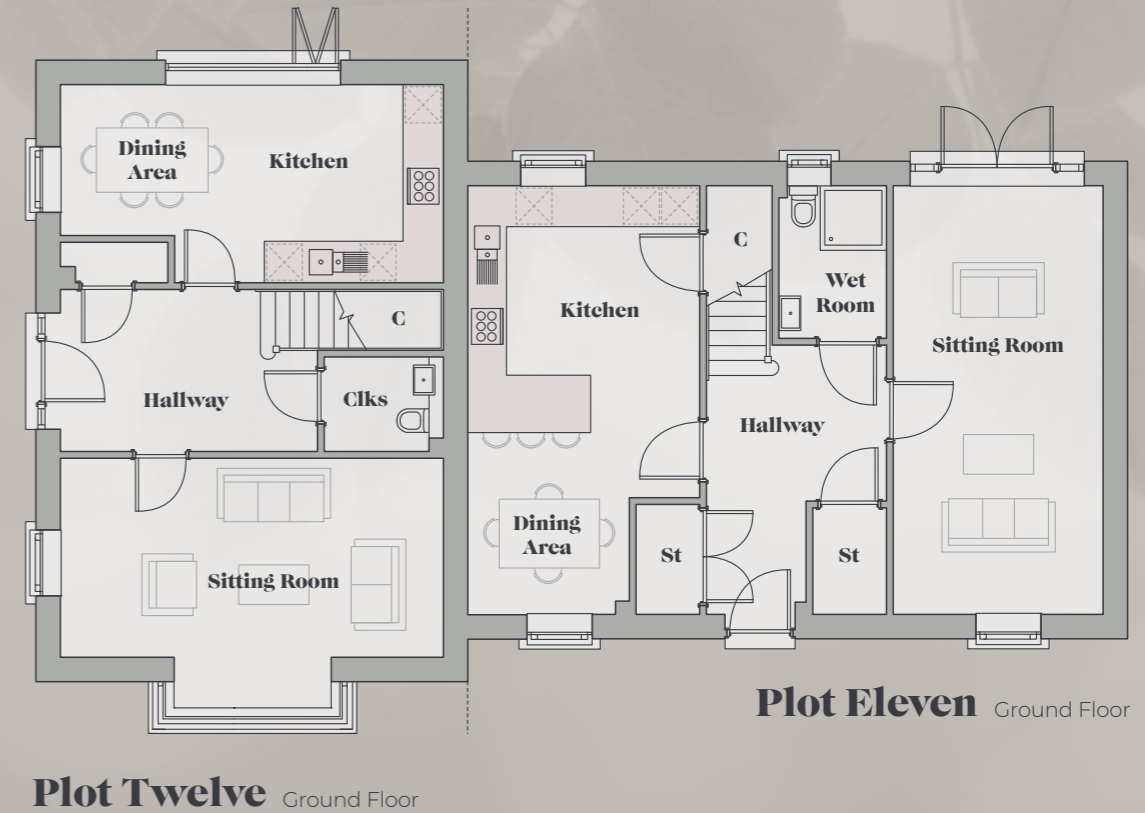 Dining
Area
Kitchen
C
Hallway
Clks
Sitting Room
Plot Twelve Ground Floor
Kitchen
C
Wet
Room
Sitting Room
Hallway
Dining
Area
St
St
Plot Eleven Ground Floor